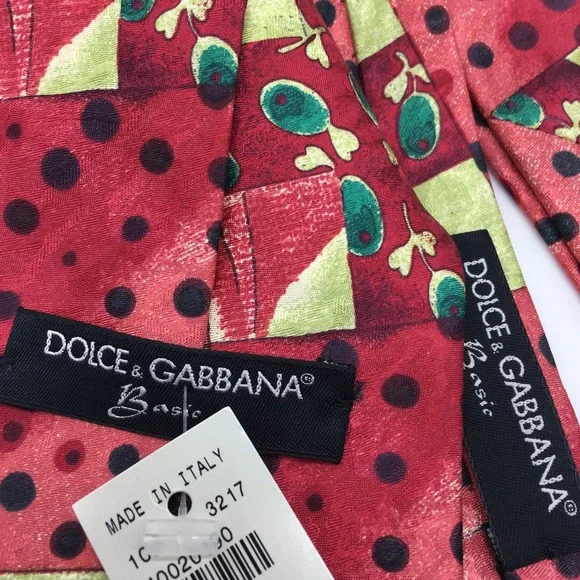 DOLCE & GABBANA®
Basic
DOLCE & GABBANA®
Basic
MADE IN ITALY
3217